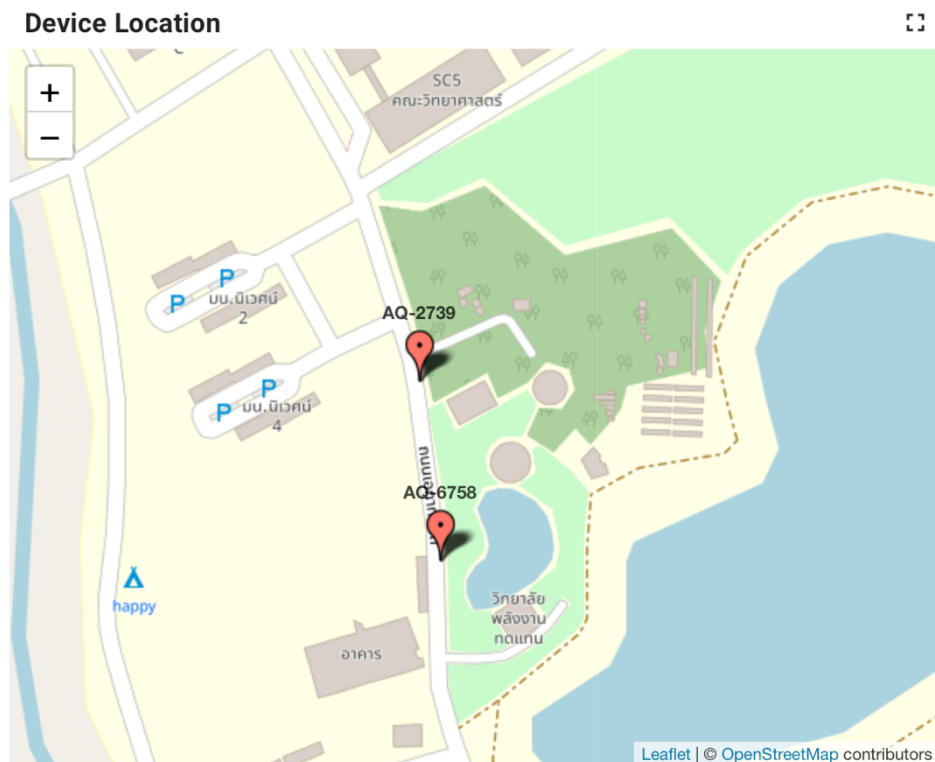 Device Location
+
−
SC5
คณะวิทยาศาสตร์
P
P
มน.นิเวศน์
2
AQ-2739
P
P
มน.นิเวศน์
4
AQ-6758
happy
วิทยาลัย
พลังงาน
ทดแทน
อาคาร
Leaflet | © OpenStreetMap contributors